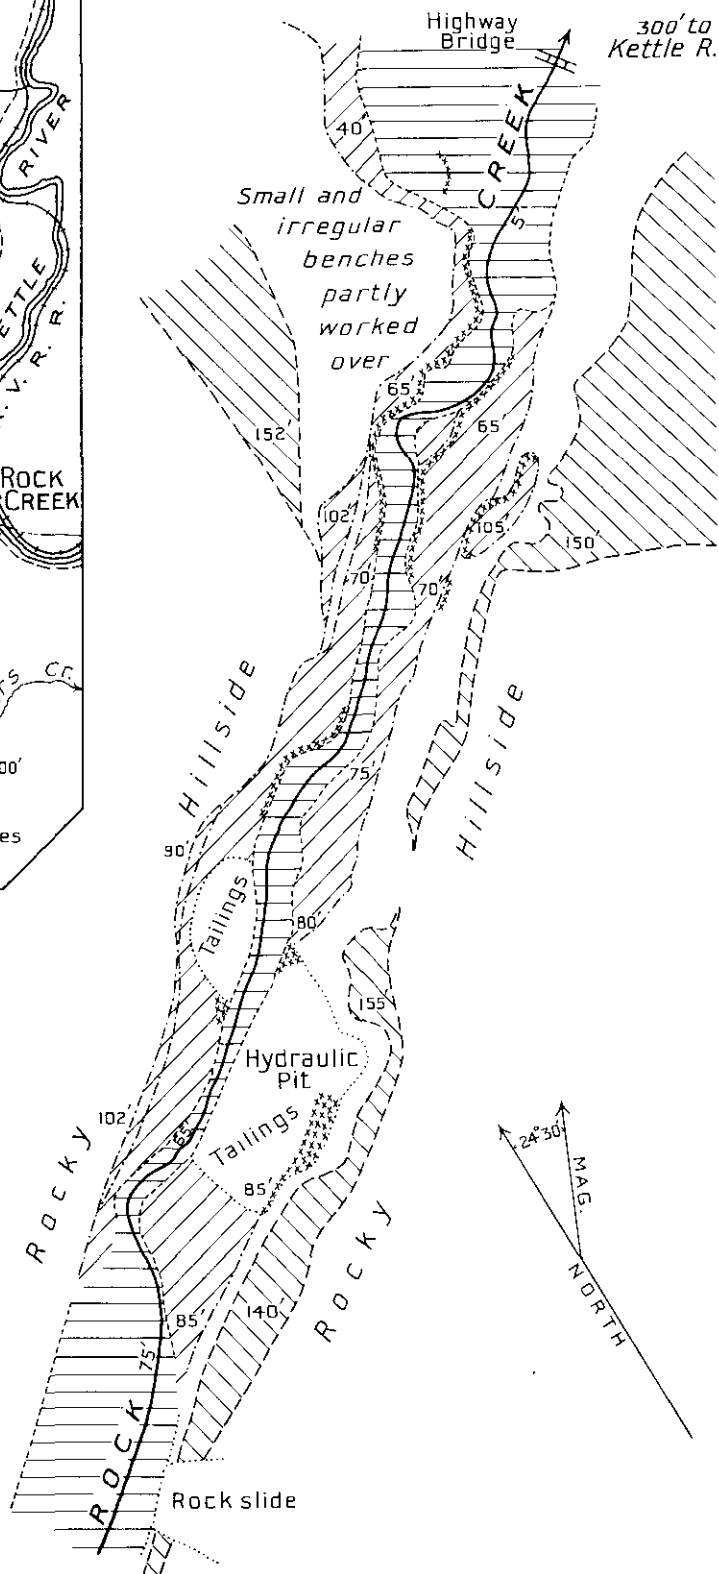 Highway
Bridge
300' to
Kettle R.
RIVER
KETTLE
V. R. R.
ROCK
CREEK
Cr.
00'
es
CREEK
40'
5'
Small and
irregular
benches
partly
worked
over
152'
65'
65'
102'
105'
150'
70'
70'
Hillside
Hillside
75'
90'
Tailings
80'
155
Hydraulic
Pit
Tailings
102'
65'
85'
Rocky
Rocky
140'
85'
75'
ROCK
Rock slide
24°30'
MAG.
NORTH